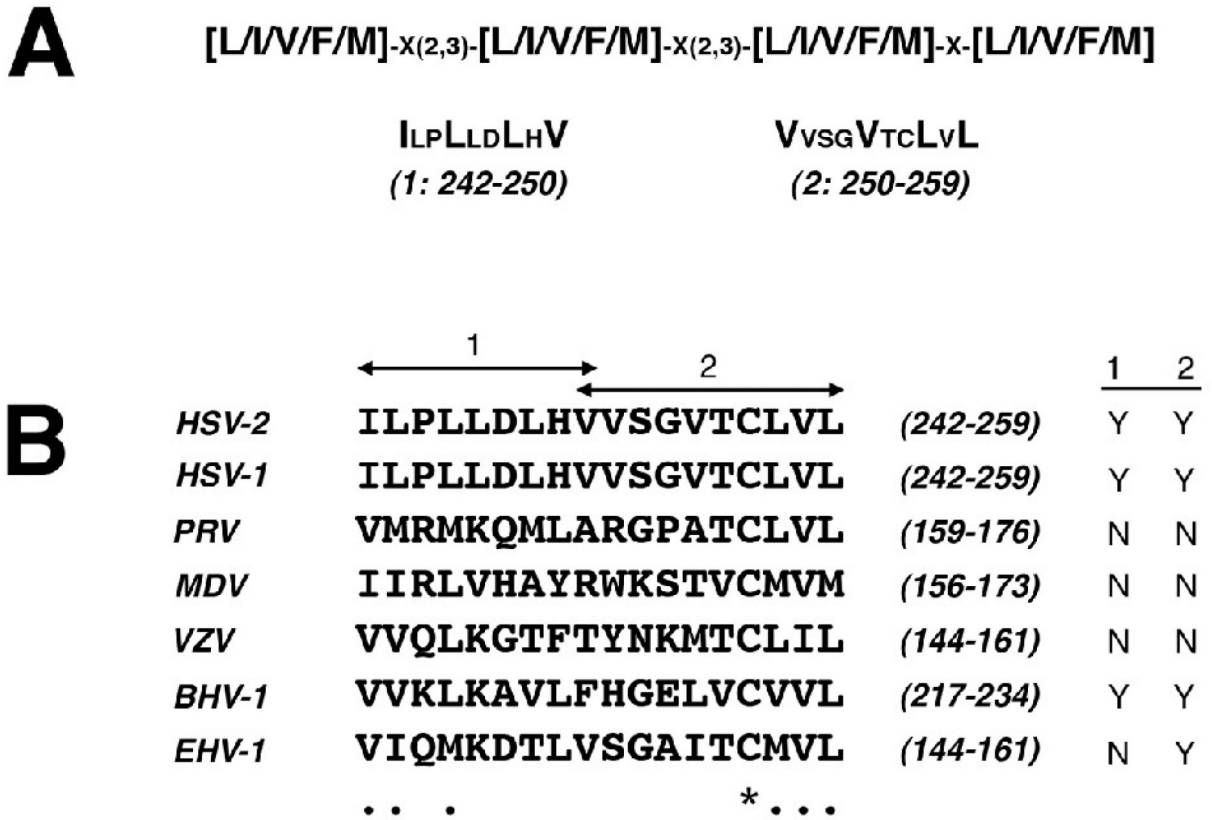 A [L/I/V/F/M]-X(2,3)-[L/I/V/F/M]-X(2,3)-[L/I/V/F/M]-X-[L/I/V/F/M]
ILPLLDLHV VVSGVTCLVL
(1: 242-250) (2: 250-259)
1
2
1 2
B
HSV-2 ILPLLDLHVVSGVTCLVL (242-259) Y Y
HSV-1 ILPLLDLHVVSGVTCLVL (242-259) Y Y
PRV VMRMKQMLARGPATCLVL (159-176) N N
MDV IIRLVHAYRWKSTVCMVM (156-173) N N
VZV VVQLKGTFTYNKMTCLIL (144-161) N N
BHV-1 VVKLKAVLFHGELVCVVL (217-234) Y Y
EHV-1 VIQMKDTLVSGAITCMVL (144-161) N Y
. . . * . . .